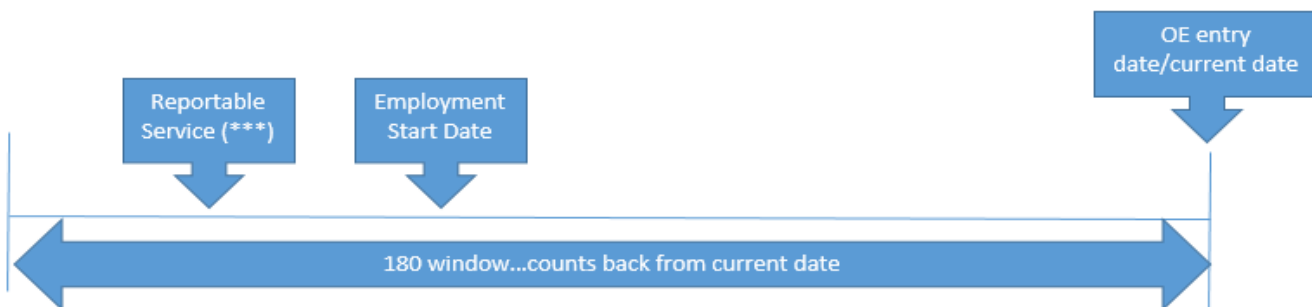 OE entry
date/current date
Reportable
Service (***)
Employment
Start Date
180 window...counts back from current date